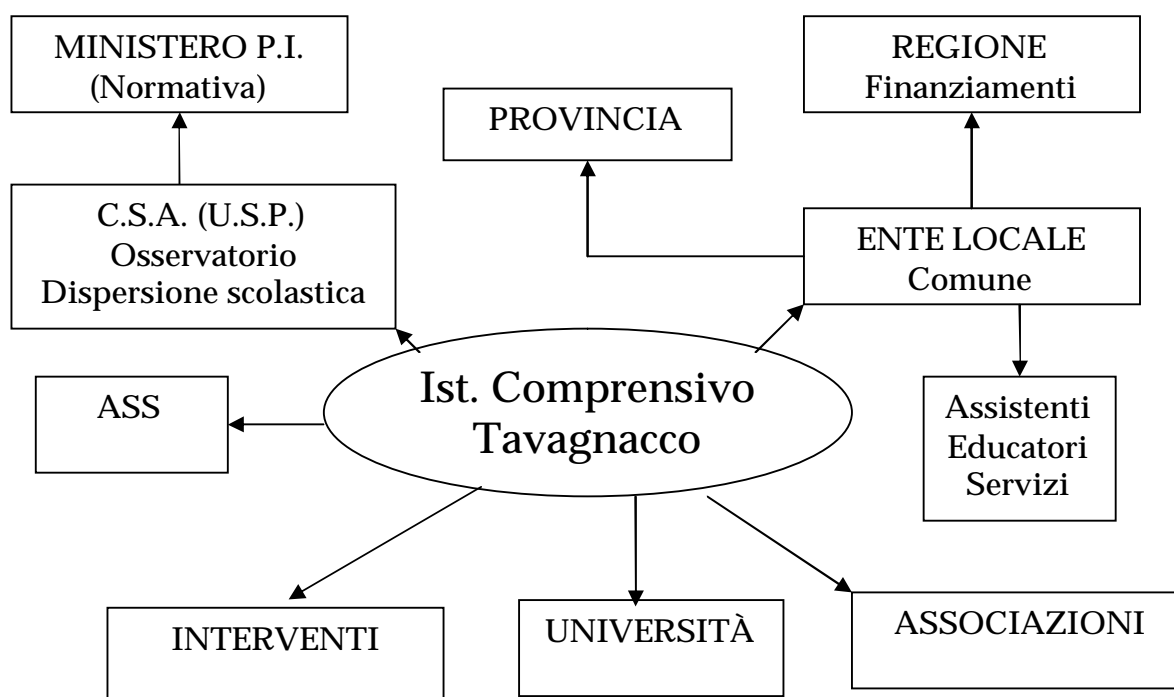 MINISTERO P.I.
(Normativa)
REGIONE
Finanziamenti
PROVINCIA
C.S.A. (U.S.P.)
Osservatorio
Dispersione scolastica
ENTE LOCALE
Comune
Ist. Comprensivo
Tavagnacco
ASS
Assistenti
Educatori
Servizi
INTERVENTI
UNIVERSITÀ
ASSOCIAZIONI